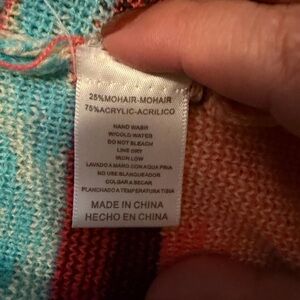 25%MOHAIR-MOHAIR
75%ACRYLIC-ACRILICO
HAND WASH
W/COLD WATER
DO NOT BLEACH
LINE DRY
IRON LOW
LAVADO A MANO CON AGUA FRIA
NO USE BLANQUEADOR
COLGAR A SECAR
PLANCHADO A TEMPERATURA TIBIA
MADE IN CHINA
HECHO EN CHINA